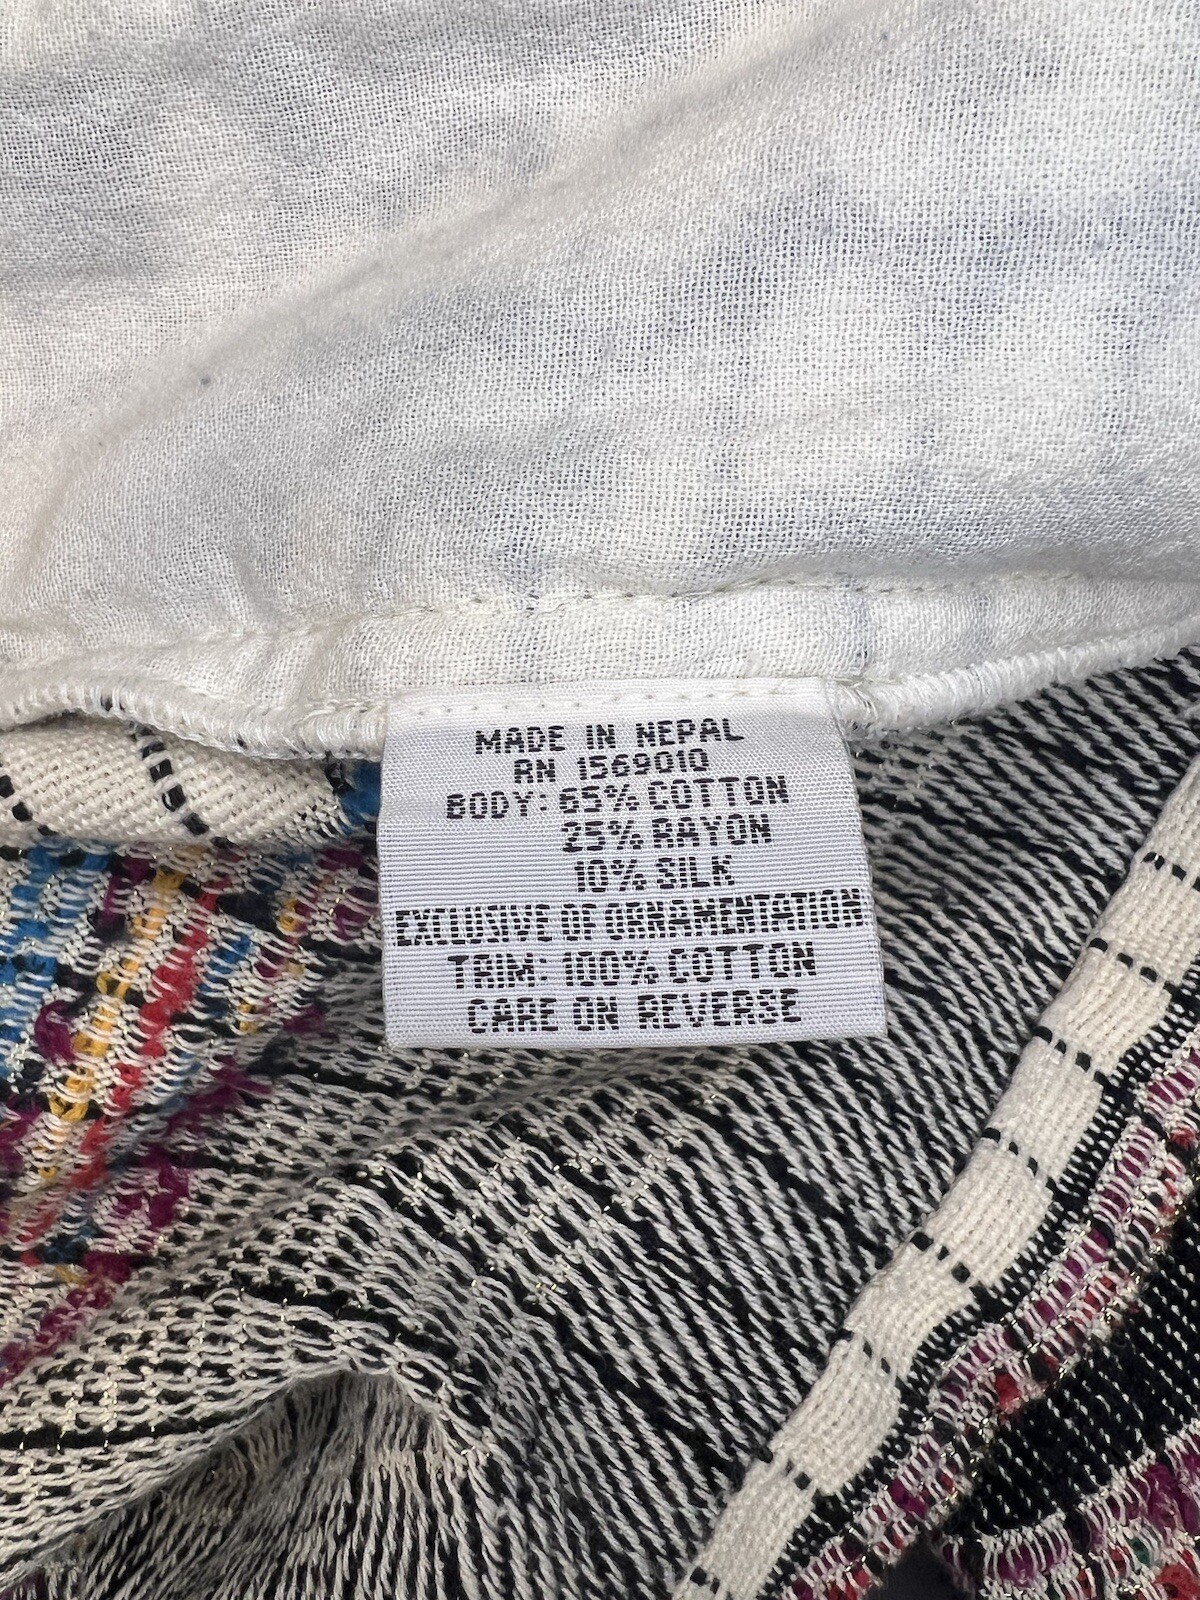 MADE IN NEPAL
RN 1569010
BODY: 65% COTTON
25% RAYON
10% SILK
EXCLUSIVE OF ORNAMENTATION
TRIM: 100% COTTON
CARE ON REVERSE